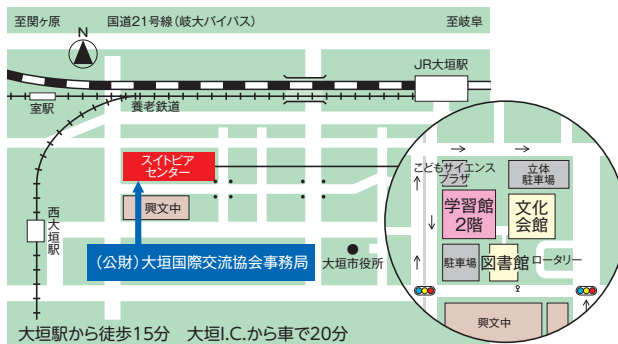 至関ヶ原
国道21号線（岐大バイパス）
至岐阜
N
JR大垣駅
室駅
養老鉄道
スイトピア
センター
こどもサイエンス
プラザ
立体
駐車場
学習館
2階
文化
会館
西大垣駅
興文中
（公財）大垣国際交流協会事務局
大垣市役所
駐車場
図書館
ロータリー
興文中
大垣駅から徒歩15分　大垣I.C.から車で20分